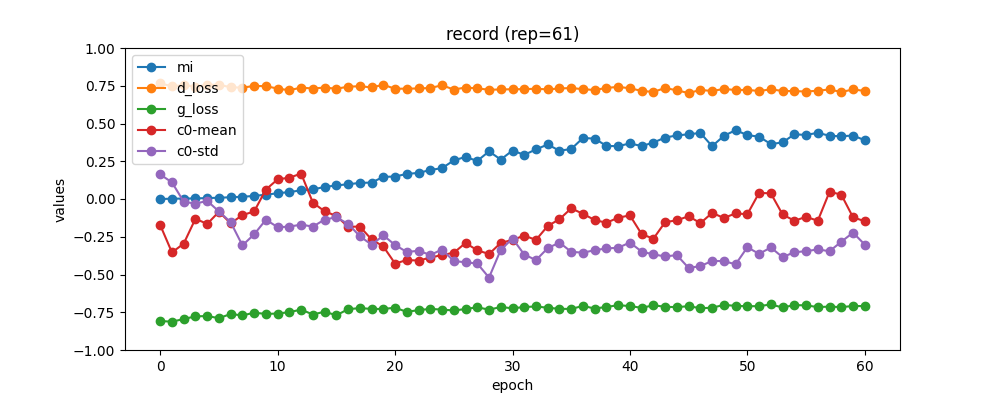 record (rep=61)
1.00
0.75
0.50
0.25
0.00
−0.25
−0.50
−0.75
−1.00
values
mi
d_loss
g_loss
c0-mean
c0-std
0 10 20 30 40 50 60
epoch